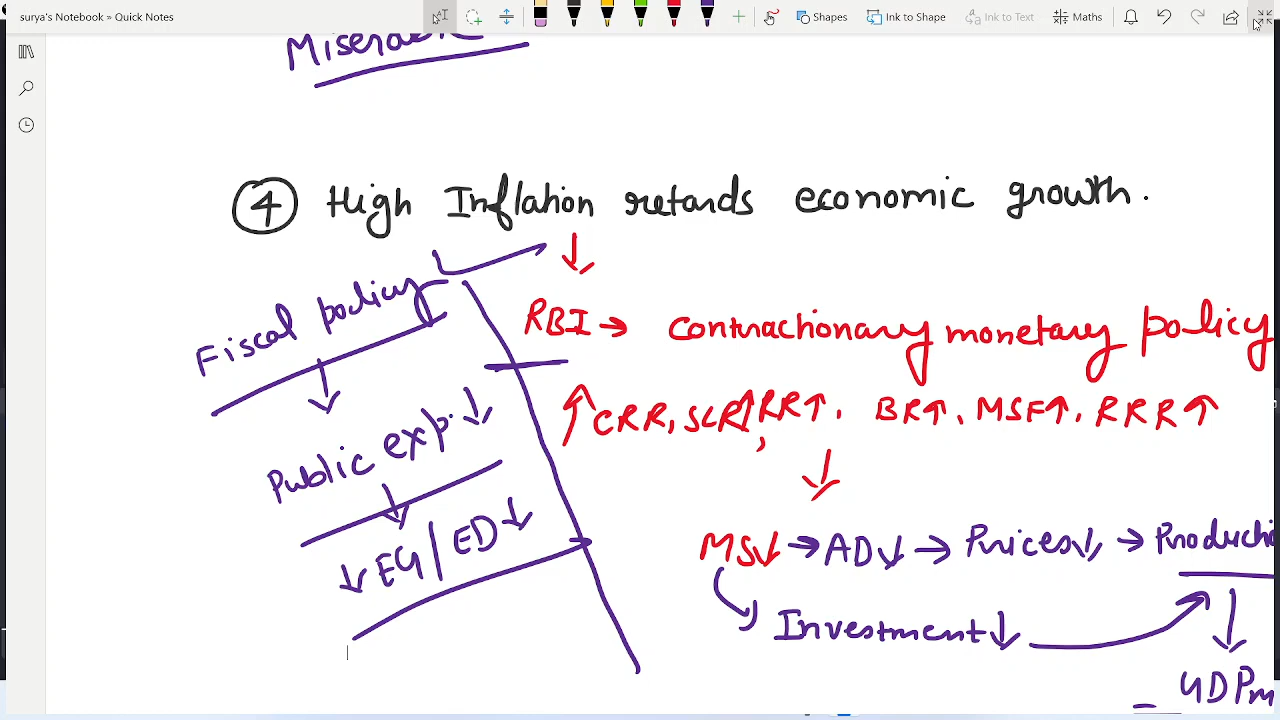 surya's Notebook » Quick Notes
Shapes
Ink to Shape
Ink to Text
Maths
Miserable
④ High Inflation retards economic growth.
Fiscal policy
RBI → contractionary monetary policy
Public exp. ↓
↑ CRR, SLR↑, RR↑, BR↑, MSF↑, RRR↑
↓ EG / ED ↓
MS↓ → AD↓ → Prices↓, → Producti
Investment ↓
GDPm